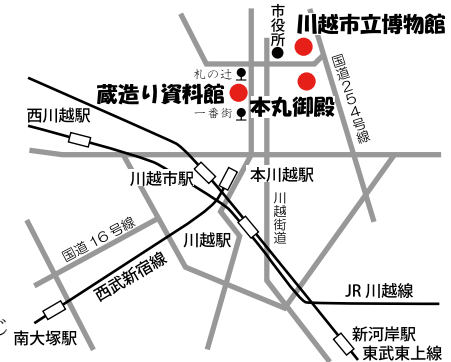 市役所
川越市立博物館
札の辻
蔵造り資料館
本丸御殿
一番街
国道254号線
西川越駅
川越市駅
本川越駅
川越街道
川越駅
国道16号線
西武新宿線
JR川越線
南大塚駅
新河岸駅
東武東上線